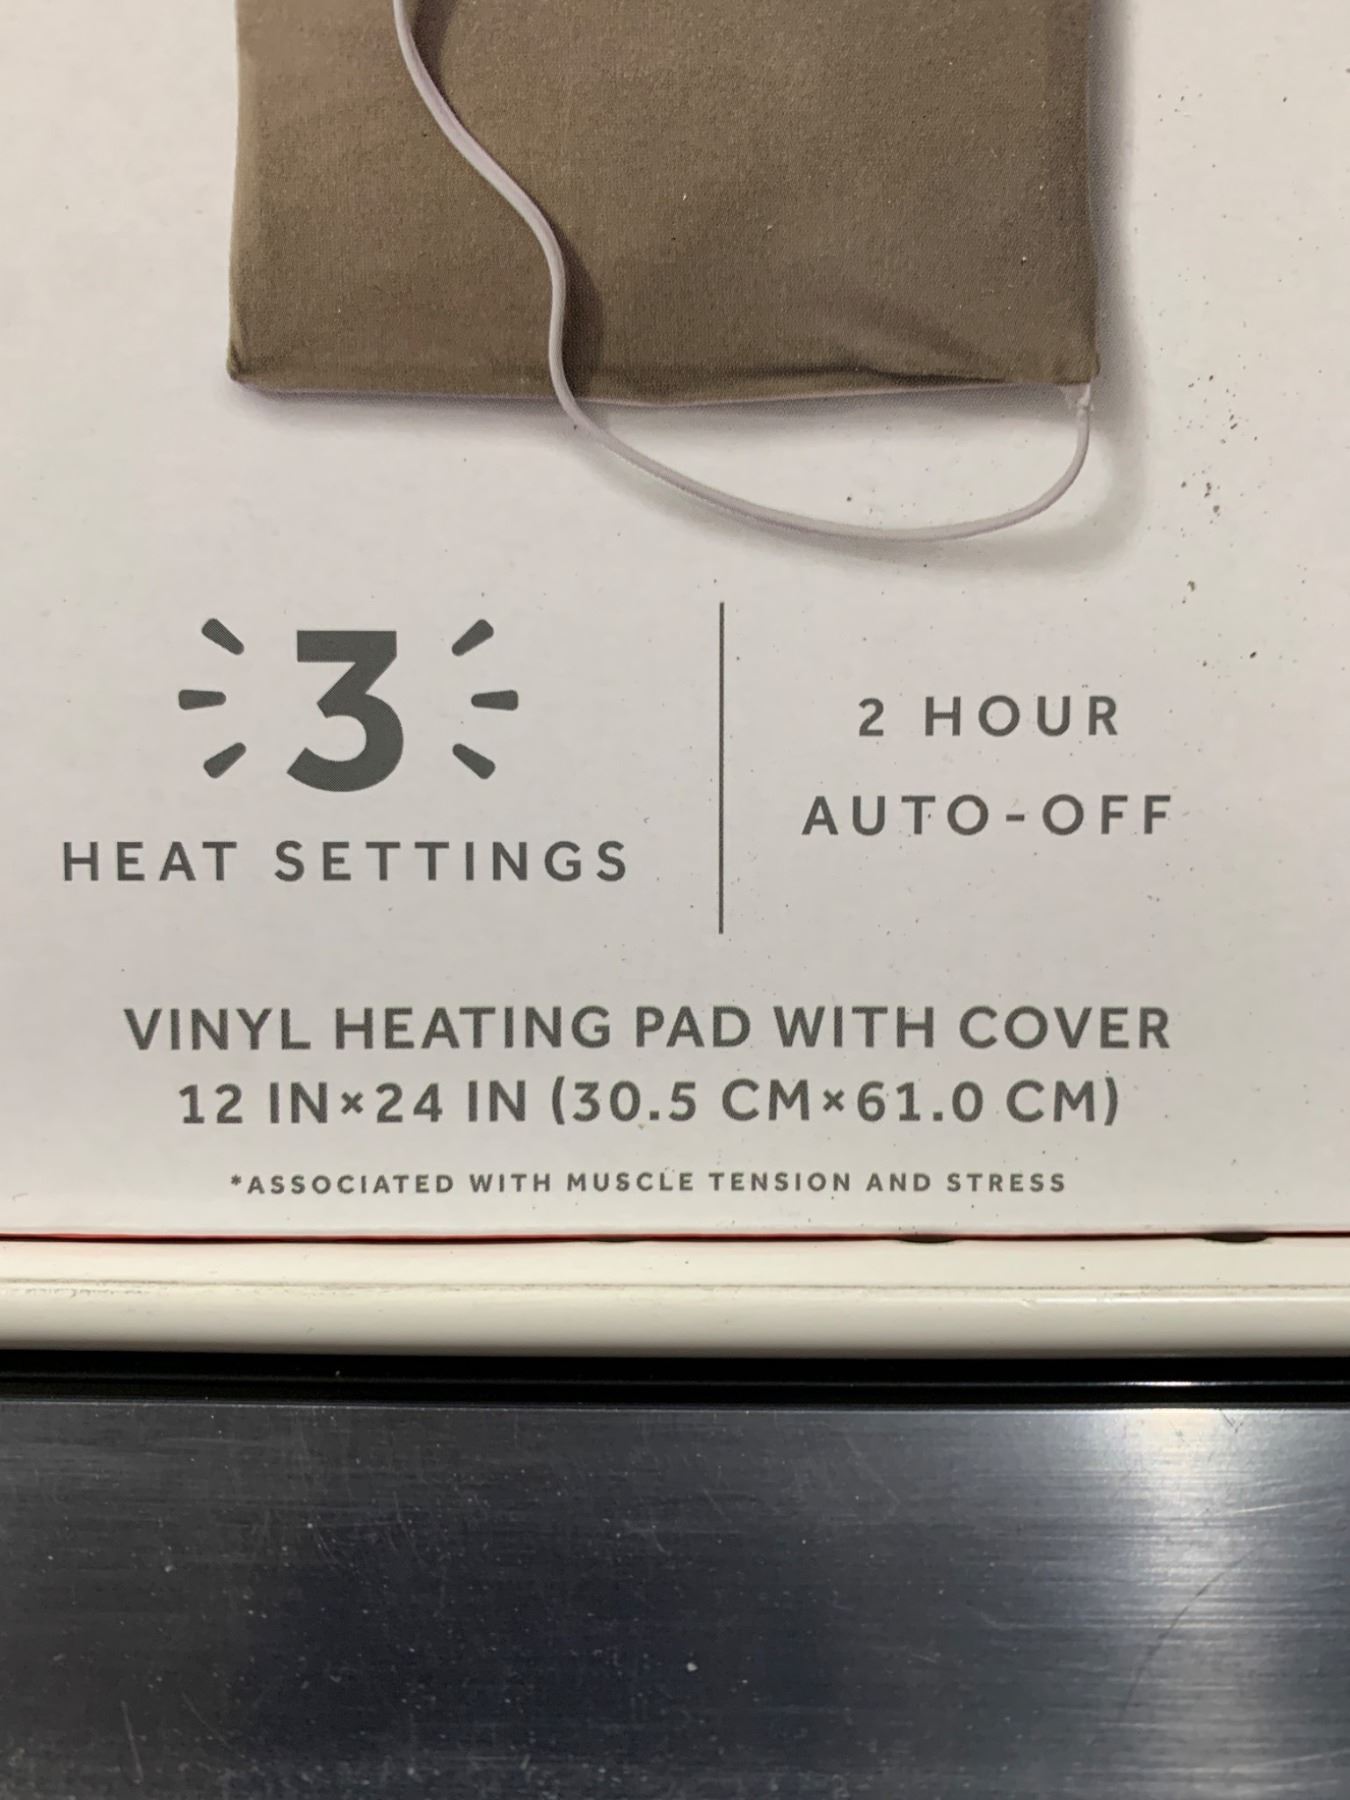 3
HEAT SETTINGS
2 HOUR
AUTO-OFF
VINYL HEATING PAD WITH COVER
12 IN×24 IN (30.5 CM×61.0 CM)
*ASSOCIATED WITH MUSCLE TENSION AND STRESS